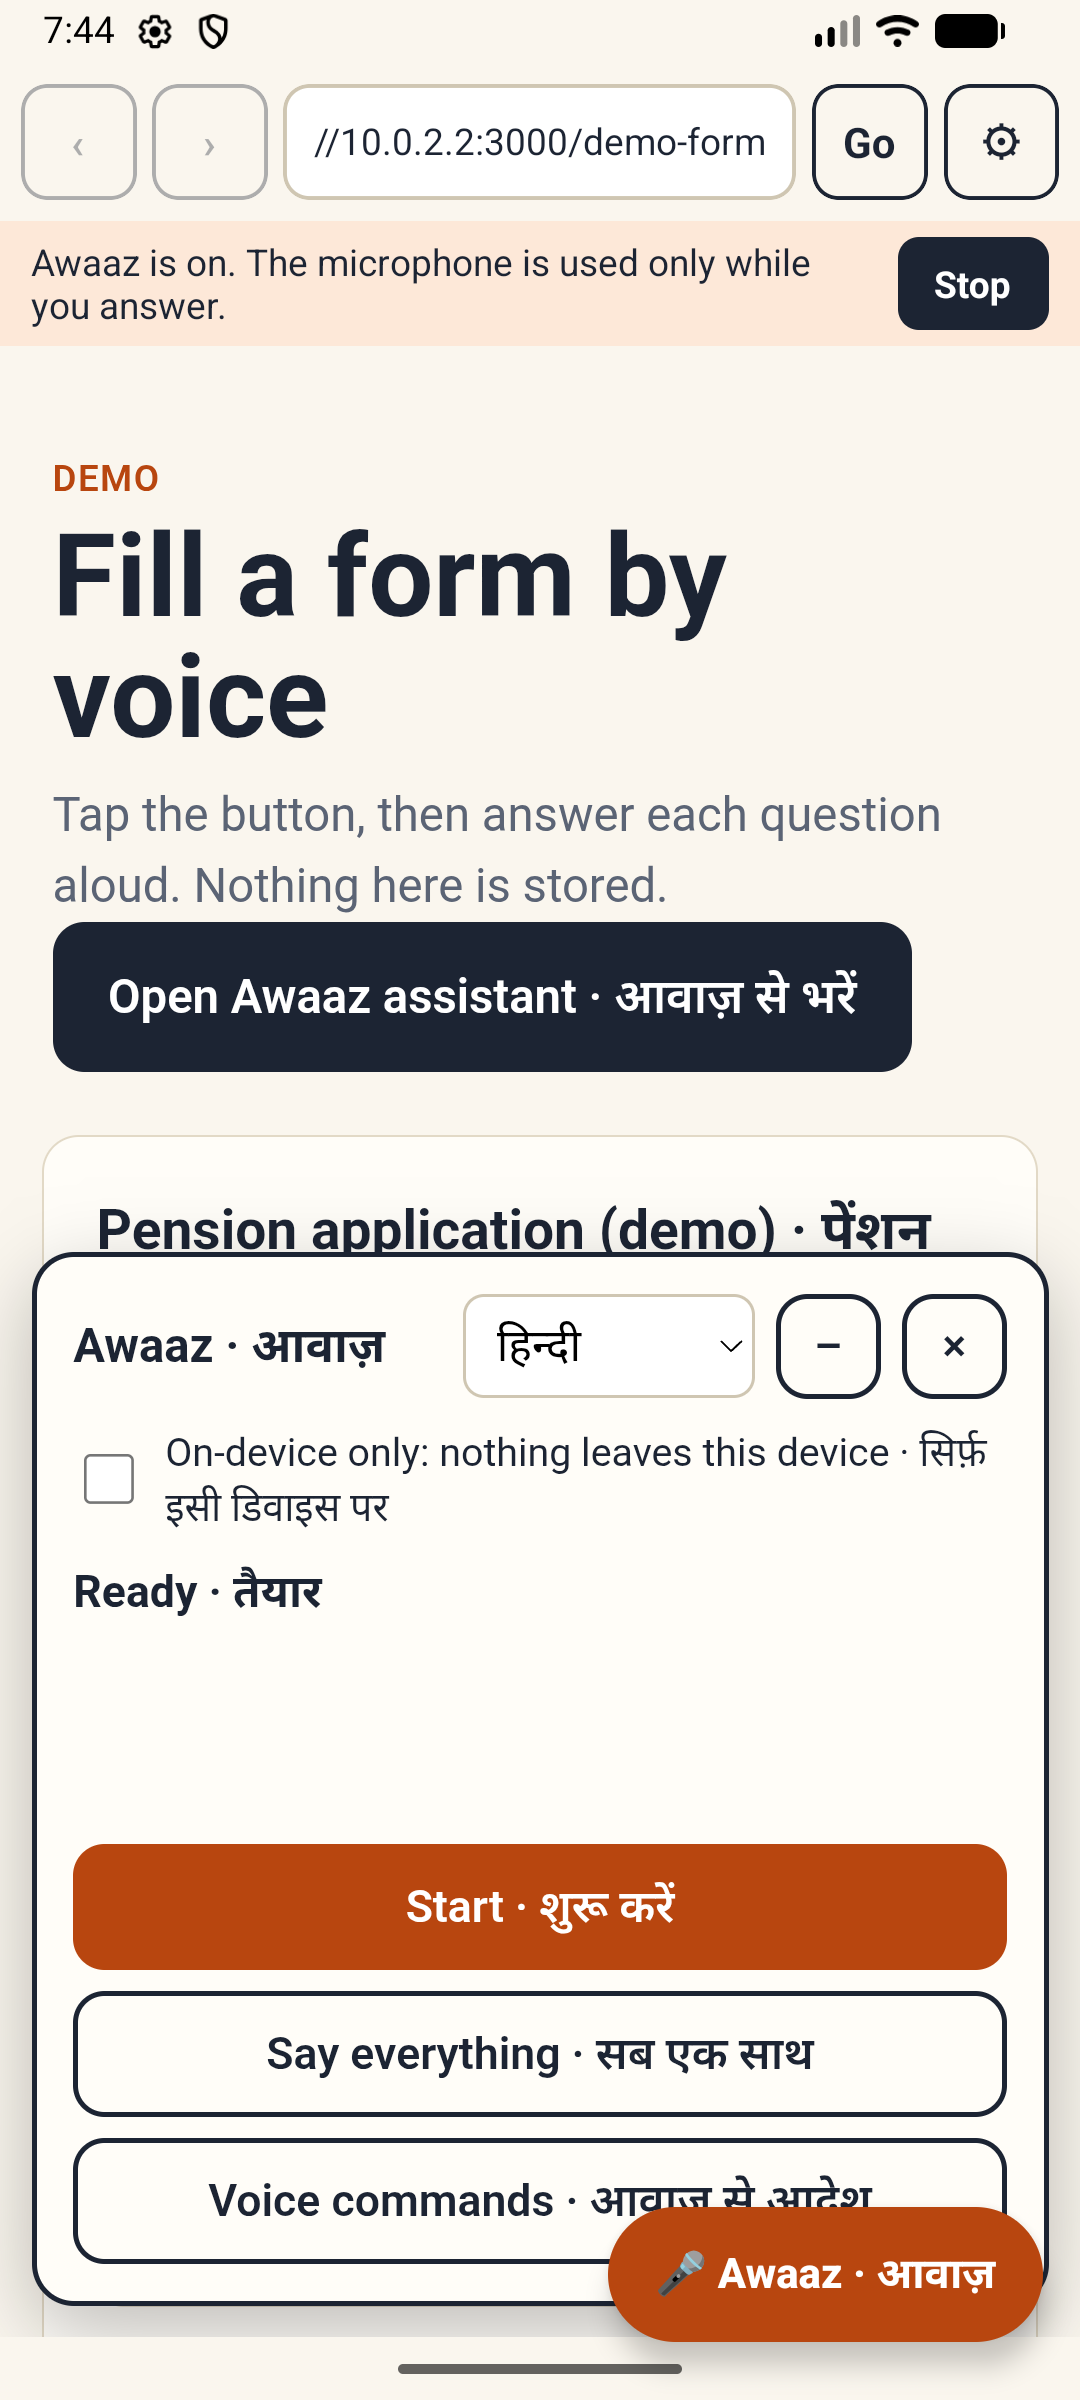 7:44
‹ › //10.0.2.2:3000/demo-form Go
Awaaz is on. The microphone is used only while
you answer.
Stop
DEMO
Fill a form by
voice
Tap the button, then answer each question
aloud. Nothing here is stored.
Open Awaaz assistant · आवाज़ से भरें
Pension application (demo) · पेंशन
Awaaz · आवाज़ हिन्दी – ×
On-device only: nothing leaves this device · सिर्फ़
इसी डिवाइस पर
Ready · तैयार
Start · शुरू करें
Say everything · सब एक साथ
Voice commands · आवाज़ से आदेश
Awaaz · आवाज़